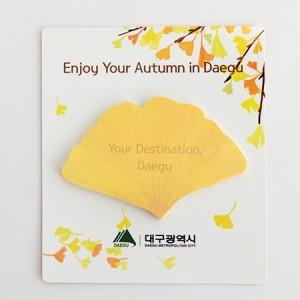 Enjoy Your Autumn in Daegu
Your Destination,
Daegu
DAEGU
대구광역시
DAEGU METROPOLITAN CITY